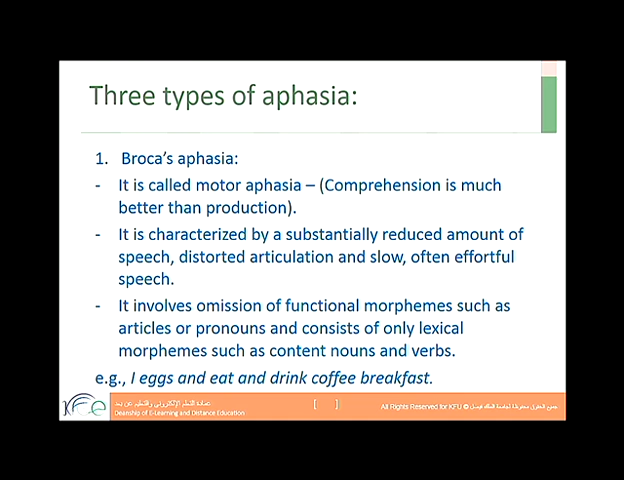 Three types of aphasia:
1. Broca's aphasia:
- It is called motor aphasia – (Comprehension is much
better than production).
- It is characterized by a substantially reduced amount of
speech, distorted articulation and slow, often effortful
speech.
- It involves omission of functional morphemes such as
articles or pronouns and consists of only lexical
morphemes such as content nouns and verbs.
e.g., I eggs and eat and drink coffee breakfast.
عمادة التعلم الإلكتروني والتعليم عن بعد
Deanship of E-Learning and Distance Education
[ ]
All Rights Reserved for KFU © جميع الحقوق محفوظة لجامعة الملك فيصل